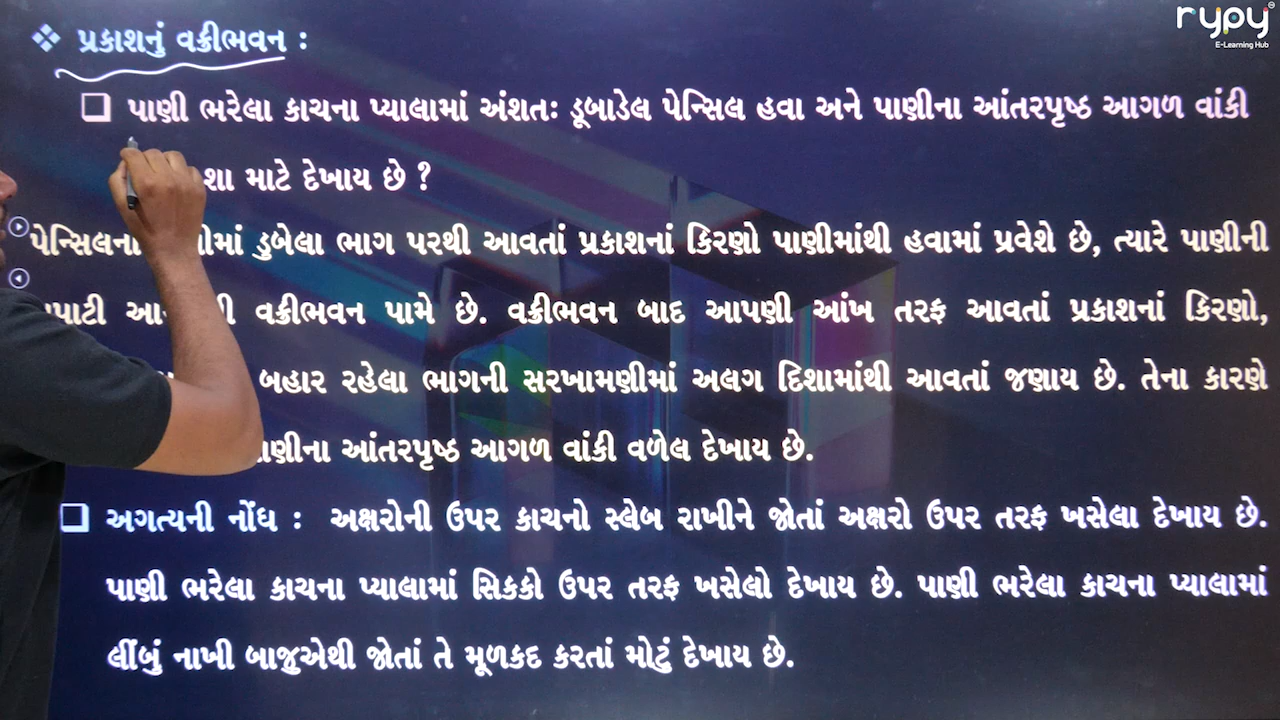 rypy
E-Learning Hub
❖ પ્રકાશનું વક્રીભવન :
❑ પાણી ભરેલા કાચના પ્યાલામાં અંશતઃ ડૂબાડેલ પેન્સિલ હવા અને પાણીના આંતરપૃષ્ઠ આગળ વાંકી
શા માટે દેખાય છે ?
ડુબેલા ભાગ પરથી આવતાં પ્રકાશનાં કિરણો પાણીમાંથી હવામાં પ્રવેશે છે, ત્યારે પાણીની
વક્રીભવન પામે છે. વક્રીભવન બાદ આપણી આંખ તરફ આવતાં પ્રકાશનાં કિરણો,
બહાર રહેલા ભાગની સરખામણીમાં અલગ દિશામાંથી આવતાં જણાય છે. તેના કારણે
આંતરપૃષ્ઠ આગળ વાંકી વળેલ દેખાય છે.
❑ અગત્યની નોંધ : અક્ષરોની ઉપર કાચનો સ્લેબ રાખીને જોતાં અક્ષરો ઉપર તરફ ખસેલા દેખાય છે.
પાણી ભરેલા કાચના પ્યાલામાં સિકકો ઉપર તરફ ખસેલો દેખાય છે. પાણી ભરેલા કાચના પ્યાલામાં
લીંબું નાખી બાજુએથી જોતાં તે મૂળકદ કરતાં મોટું દેખાય છે.